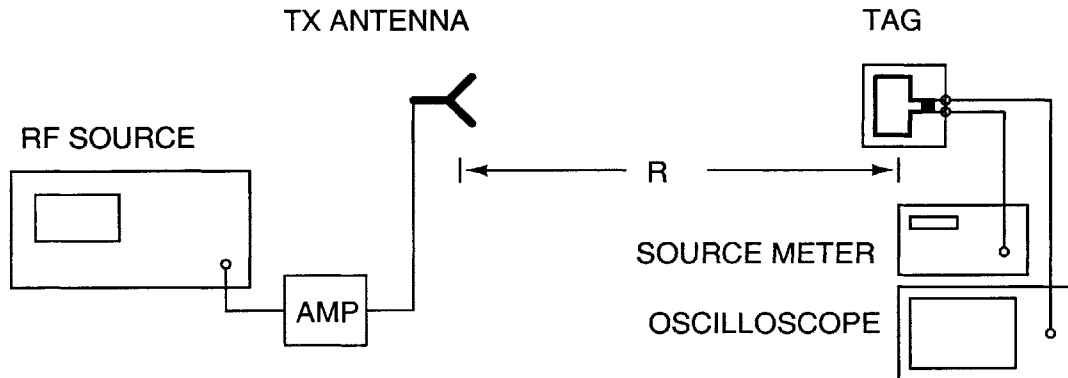 TX ANTENNA
TAG
RF SOURCE
R
SOURCE METER
AMP
OSCILLOSCOPE